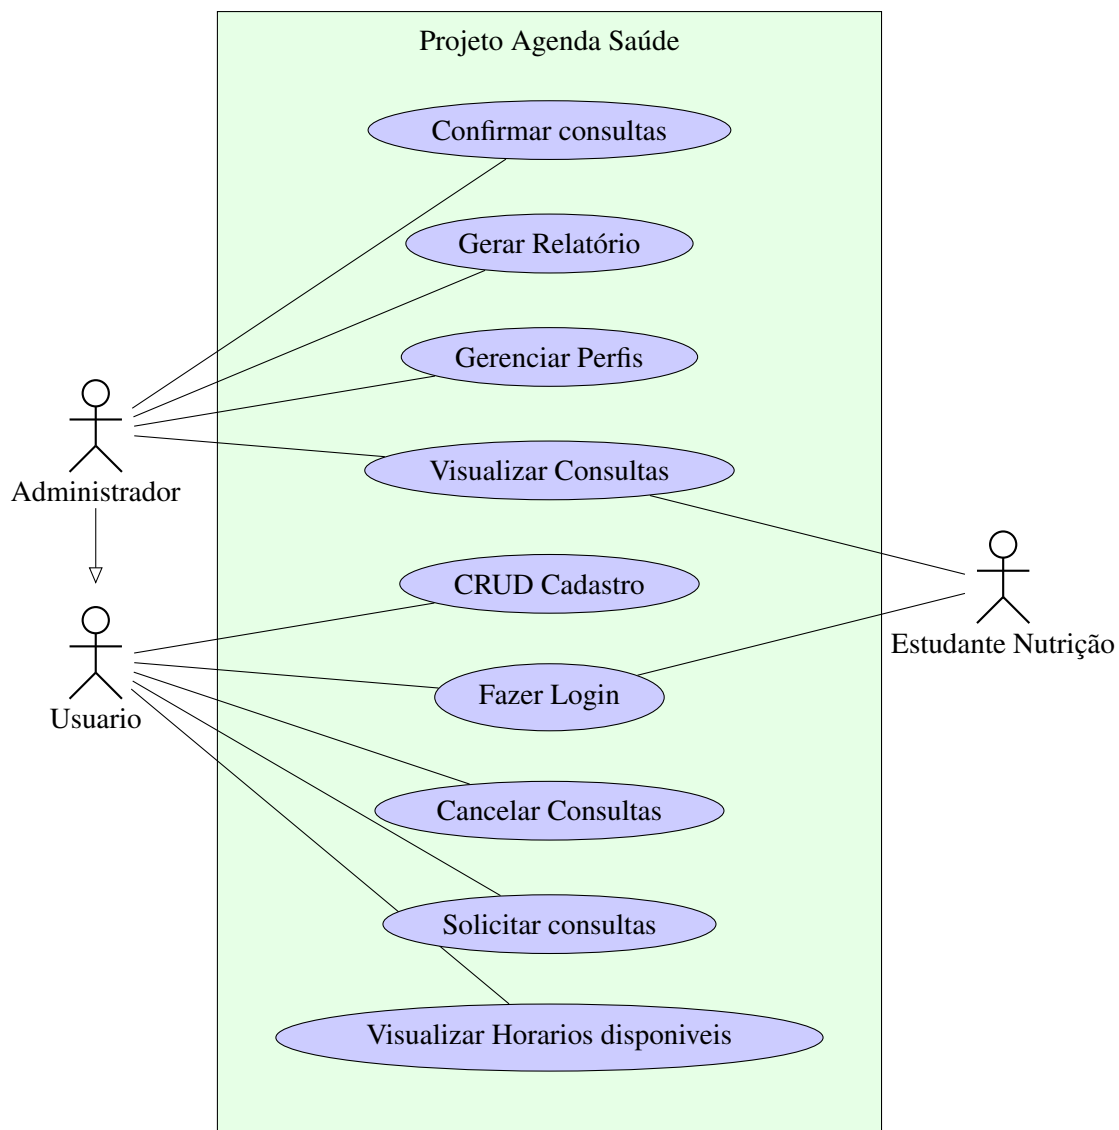 Projeto Agenda Saúde
Confirmar consultas
Gerar Relatório
Gerenciar Perfis
Administrador
Visualizar Consultas
CRUD Cadastro
Estudante Nutrição
Usuario
Fazer Login
Cancelar Consultas
Solicitar consultas
Visualizar Horarios disponiveis